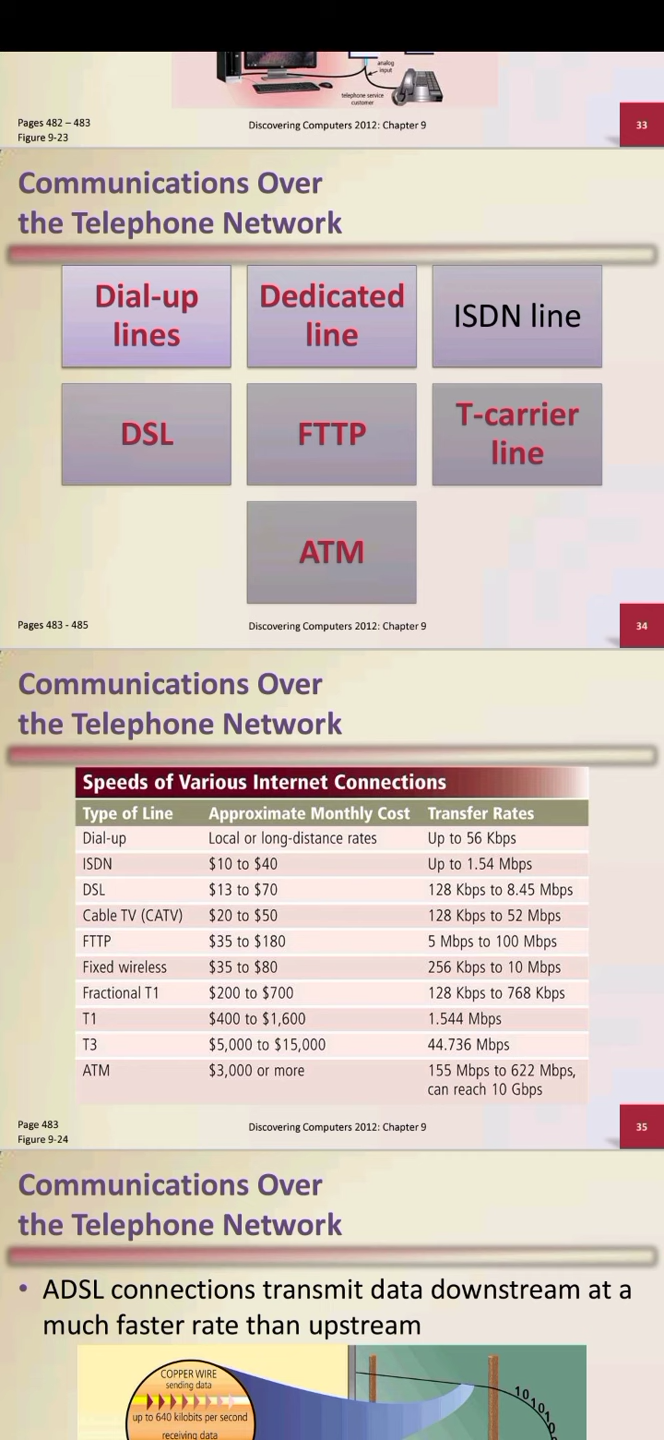 analog
input
telephone service
customer
Pages 482 – 483
Figure 9-23
Discovering Computers 2012: Chapter 9
33
Communications Over
the Telephone Network
Dial-up
lines
Dedicated
line
ISDN line
DSL
FTTP
T-carrier
line
ATM
Pages 483 - 485
Discovering Computers 2012: Chapter 9
34
Communications Over
the Telephone Network
Speeds of Various Internet Connections
Type of Line Approximate Monthly Cost Transfer Rates
Dial-up Local or long-distance rates Up to 56 Kbps
ISDN $10 to $40 Up to 1.54 Mbps
DSL $13 to $70 128 Kbps to 8.45 Mbps
Cable TV (CATV) $20 to $50 128 Kbps to 52 Mbps
FTTP $35 to $180 5 Mbps to 100 Mbps
Fixed wireless $35 to $80 256 Kbps to 10 Mbps
Fractional T1 $200 to $700 128 Kbps to 768 Kbps
T1 $400 to $1,600 1.544 Mbps
T3 $5,000 to $15,000 44.736 Mbps
ATM $3,000 or more 155 Mbps to 622 Mbps,
can reach 10 Gbps
Page 483
Figure 9-24
Discovering Computers 2012: Chapter 9
35
Communications Over
the Telephone Network
• ADSL connections transmit data downstream at a
much faster rate than upstream
COPPER WIRE
sending data
up to 640 kilobits per second
receiving data